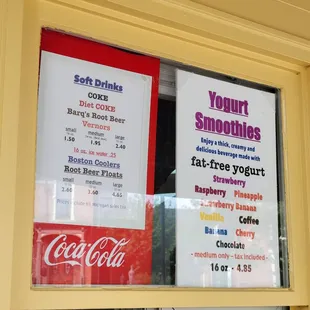 Soft Drinks
COKE
Diet COKE
Barq's Root Beer
Vernors
small medium large
1.50 1.95 2.40
16 oz. ice water .25
Boston Coolers
Root Beer Floats
small medium large
Coca-Cola
Yogurt
Smoothies
Enjoy a thick, creamy and
delicious beverage made with
fat-free yogurt
Strawberry
Raspberry Pineapple
Strawberry Banana
Vanilla Coffee
Banana Cherry
Chocolate
- medium only - tax included -
16 oz - 4.85